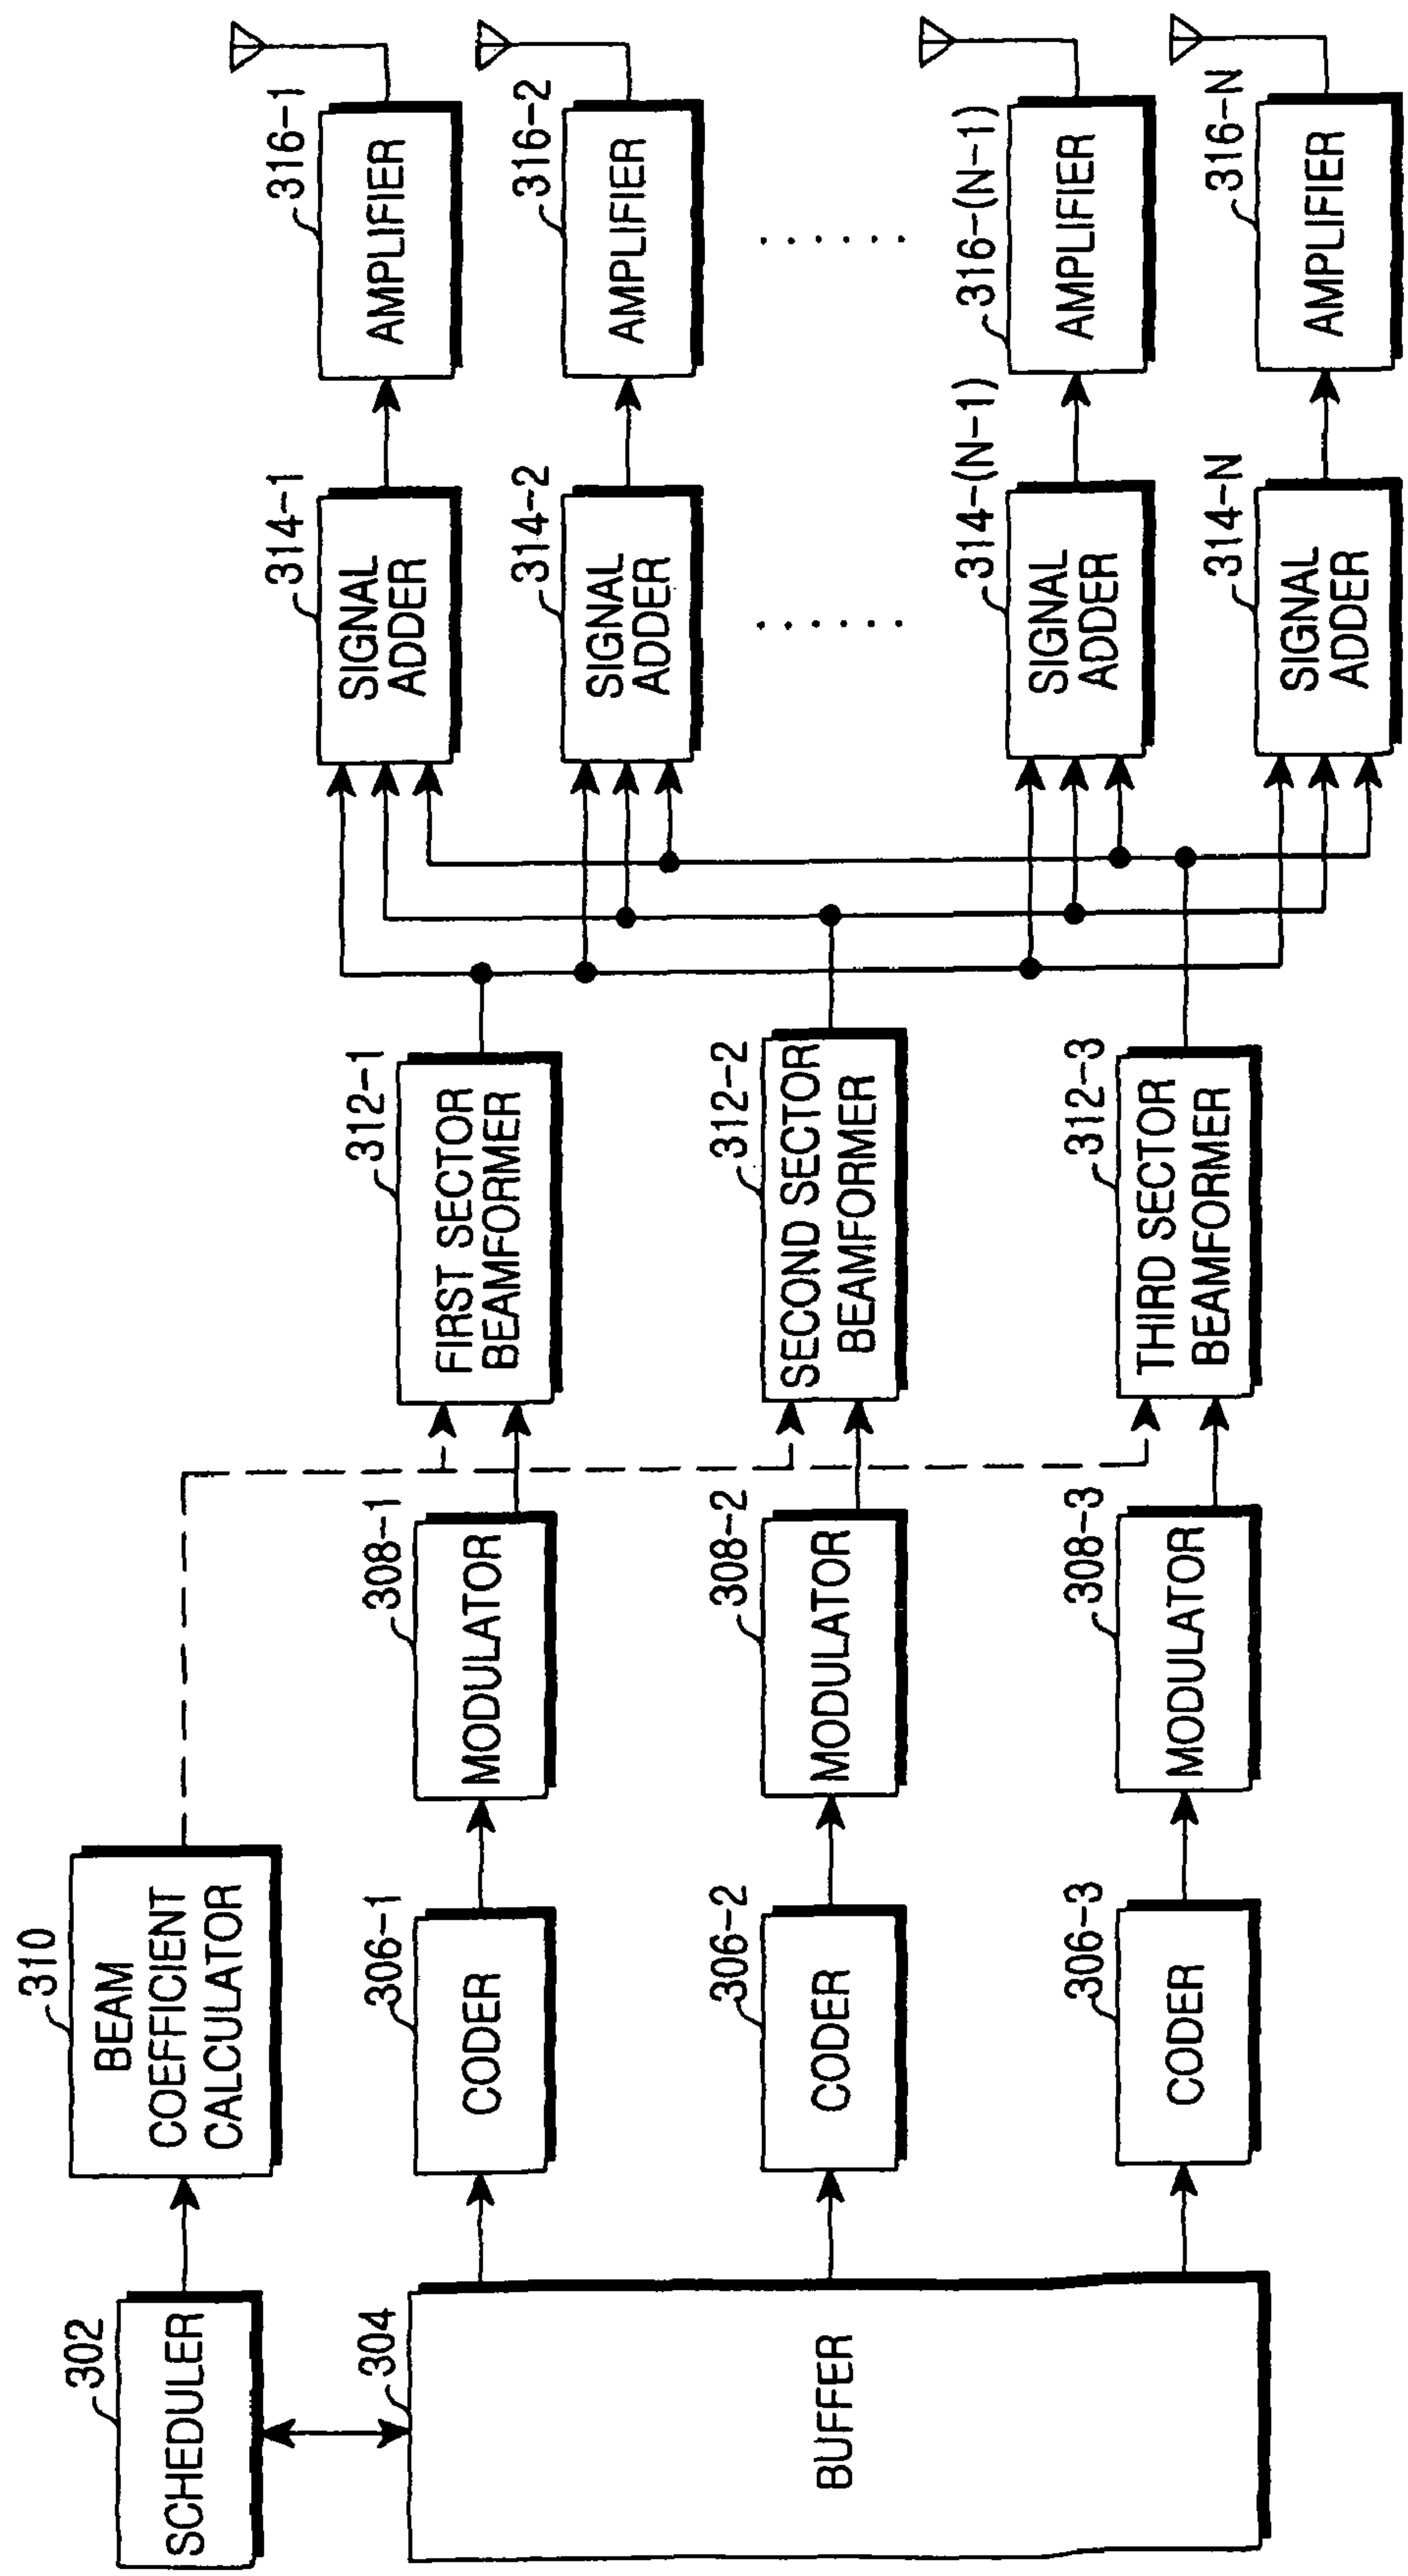 302
SCHEDULER
310
BEAM
COEFFICIENT
CALCULATOR
304
BUFFER
306-1
CODER
308-1
MODULATOR
312-1
FIRST SECTOR
BEAMFORMER
306-2
CODER
308-2
MODULATOR
312-2
SECOND SECTOR
BEAMFORMER
306-3
CODER
308-3
MODULATOR
312-3
THIRD SECTOR
BEAMFORMER
314-1
SIGNAL
ADDER
316-1
AMPLIFIER
314-2
SIGNAL
ADDER
316-2
AMPLIFIER
314-(N-1)
SIGNAL
ADDER
316-(N-1)
AMPLIFIER
314-N
SIGNAL
ADDER
316-N
AMPLIFIER